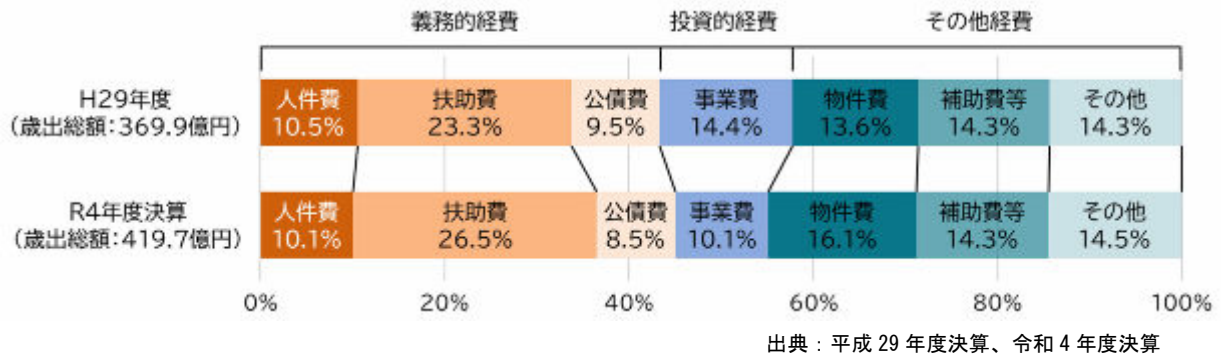 義務的経費 投資的経費 その他経費
H29年度
(歳出総額:369.9億円)
人件費 扶助費 公債費 事業費 物件費 補助費等 その他
10.5% 23.3% 9.5% 14.4% 13.6% 14.3% 14.3%
R4年度決算
(歳出総額:419.7億円)
人件費 扶助費 公債費 事業費 物件費 補助費等 その他
10.1% 26.5% 8.5% 10.1% 16.1% 14.3% 14.5%
0% 20% 40% 60% 80% 100%
出典:平成 29 年度決算、令和 4 年度決算